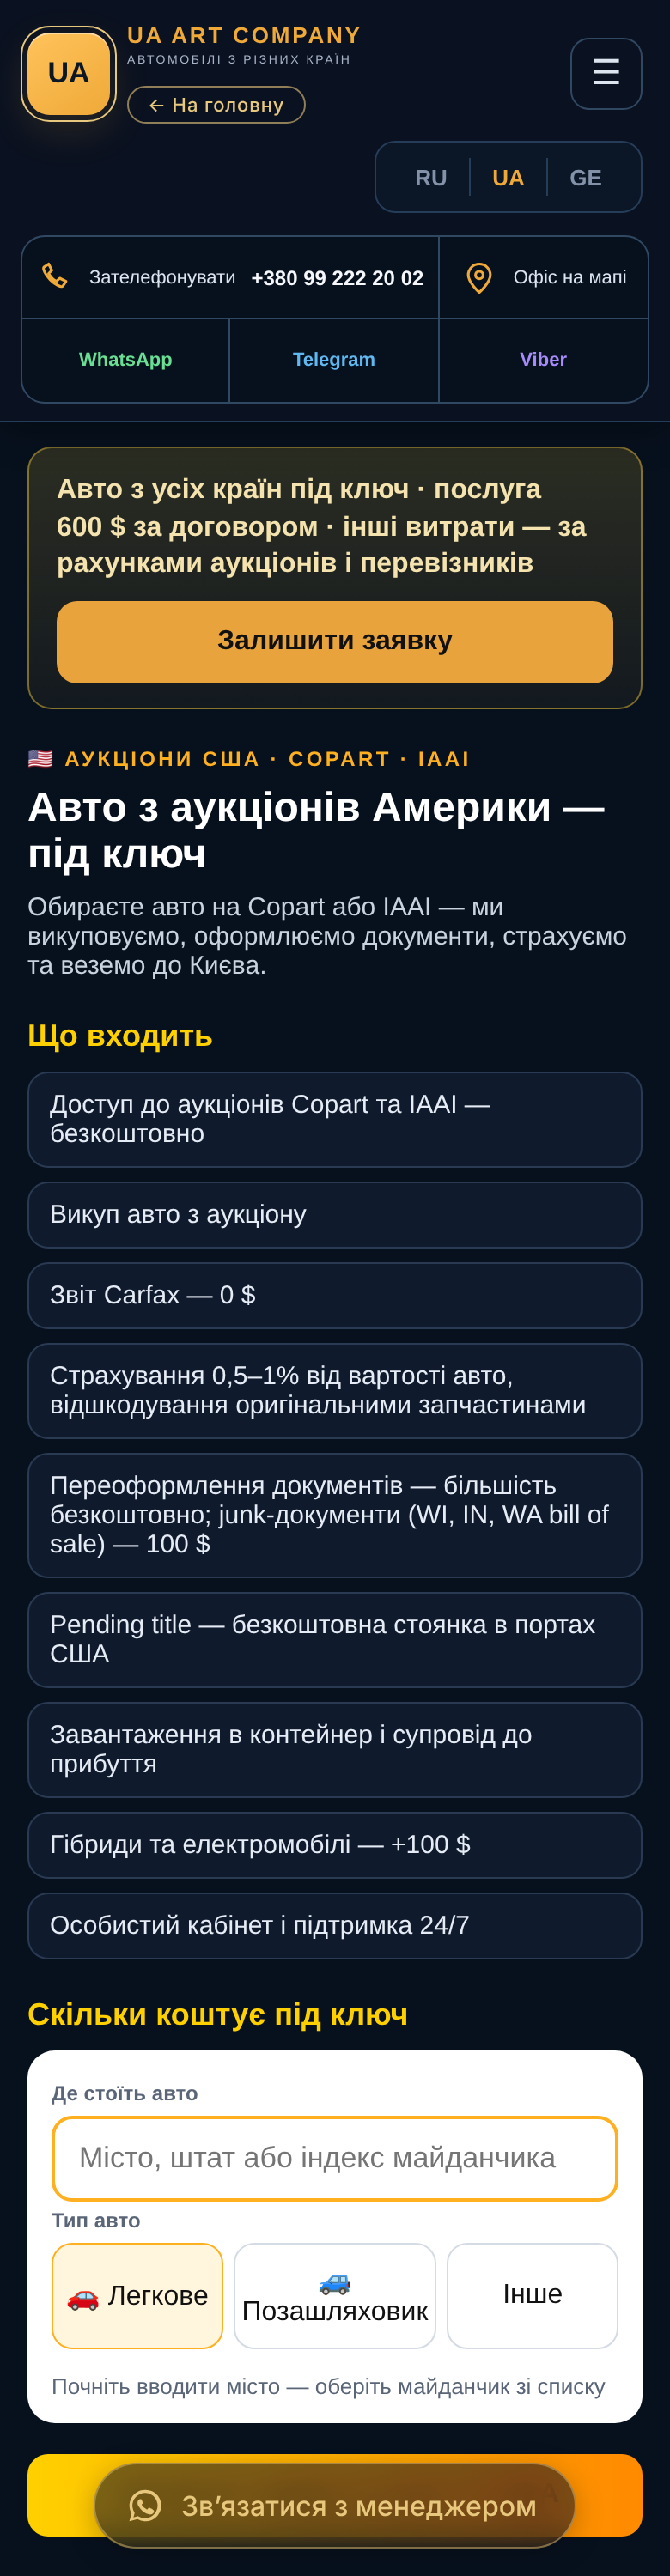 UA
UA ART COMPANY
АВТОМОБІЛІ З РІЗНИХ КРАЇН
← На головну
☰
RU UA GE
Зателефонувати +380 99 222 20 02
Офіс на мапі
WhatsApp Telegram Viber
Авто з усіх країн під ключ · послуга
600 $ за договором · інші витрати — за
рахунками аукціонів і перевізників
Залишити заявку
🇺🇸 АУКЦІОНИ США · COPART · IAAI
Авто з аукціонів Америки —
під ключ
Обираєте авто на Copart або IAAI — ми
викуповуємо, оформлюємо документи, страхуємо
та веземо до Києва.
Що входить
Доступ до аукціонів Copart та IAAI —
безкоштовно
Викуп авто з аукціону
Звіт Carfax — 0 $
Страхування 0,5–1% від вартості авто,
відшкодування оригінальними запчастинами
Переоформлення документів — більшість
безкоштовно; junk-документи (WI, IN, WA bill of
sale) — 100 $
Pending title — безкоштовна стоянка в портах
США
Завантаження в контейнер і супровід до
прибуття
Гібриди та електромобілі — +100 $
Особистий кабінет і підтримка 24/7
Скільки коштує під ключ
Де стоїть авто
Місто, штат або індекс майданчика
Тип авто
🚗 Легкове
🚙
Позашляховик
Інше
Почніть вводити місто — оберіть майданчик зі списку
Зв’язатися з менеджером